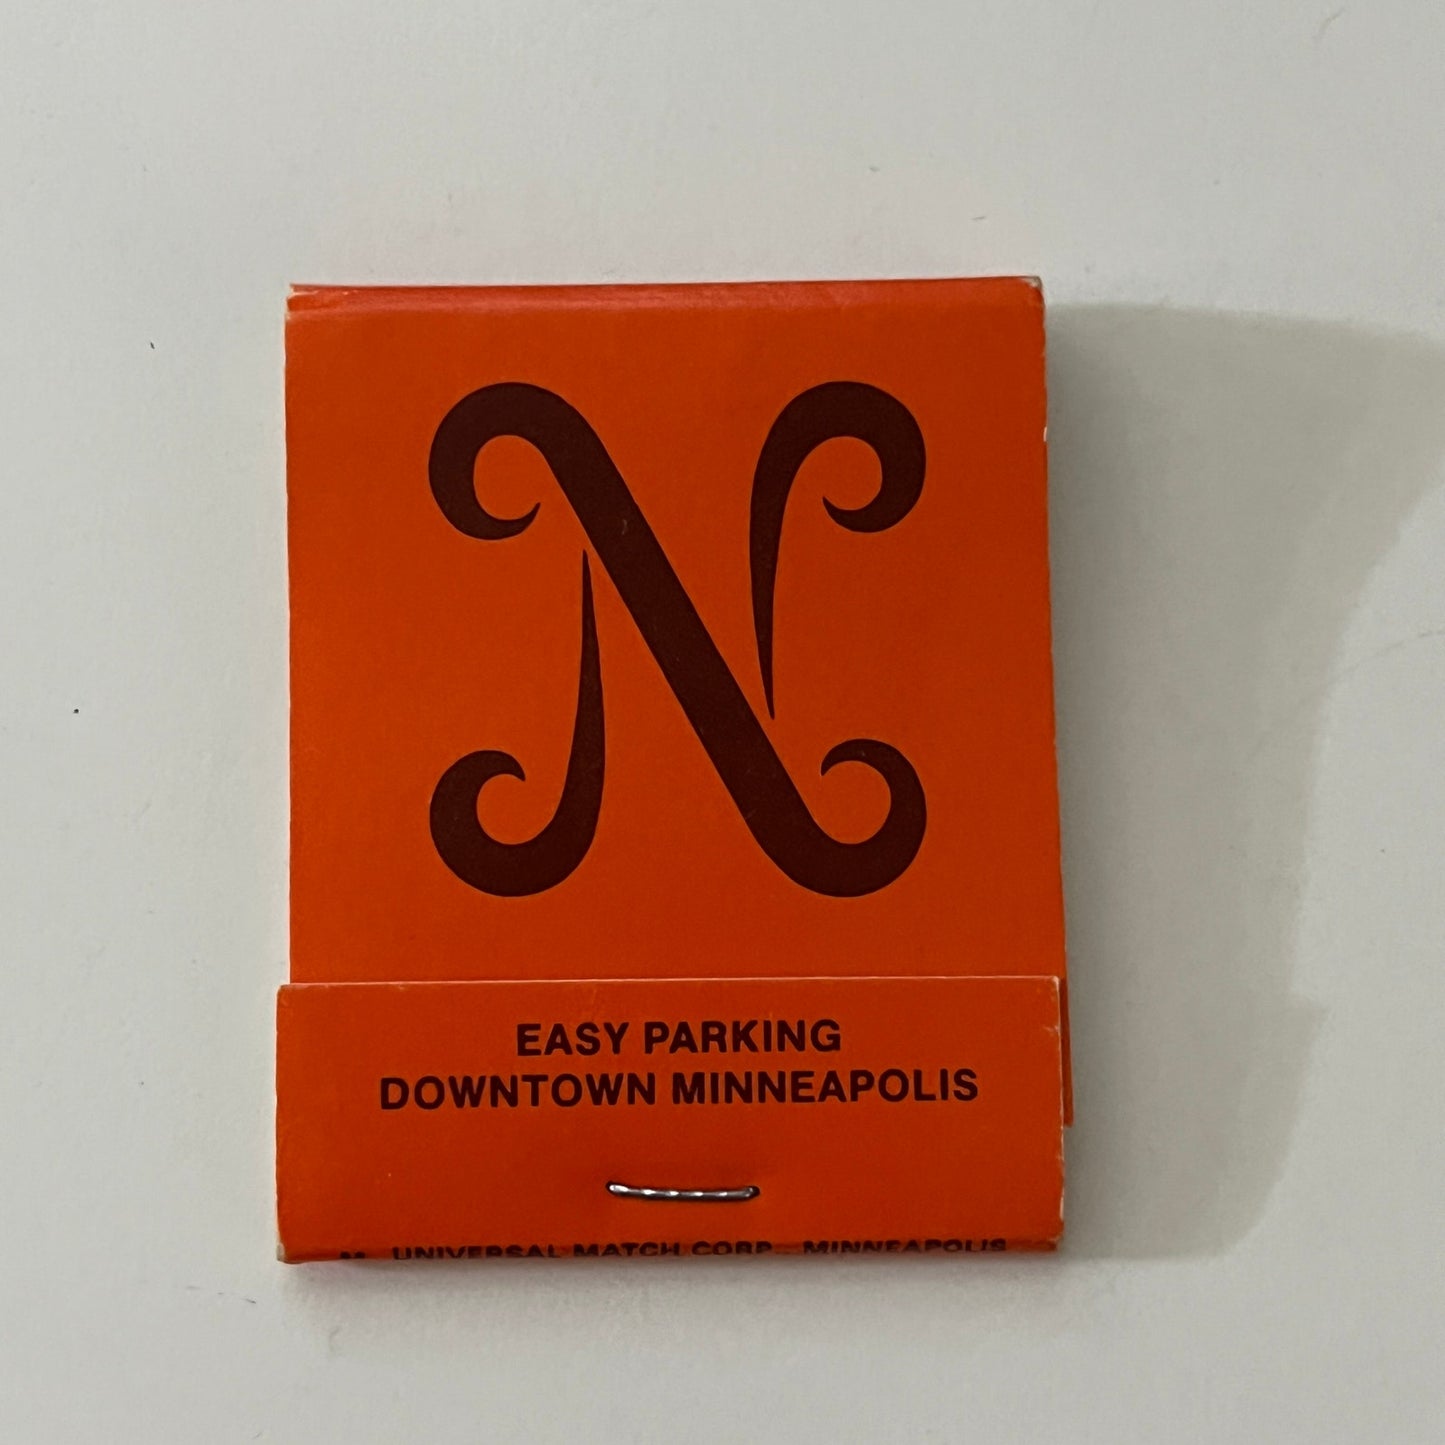 N
EASY PARKING
DOWNTOWN MINNEAPOLIS
UNIVERSAL MATCH CORP., MINNEAPOLIS